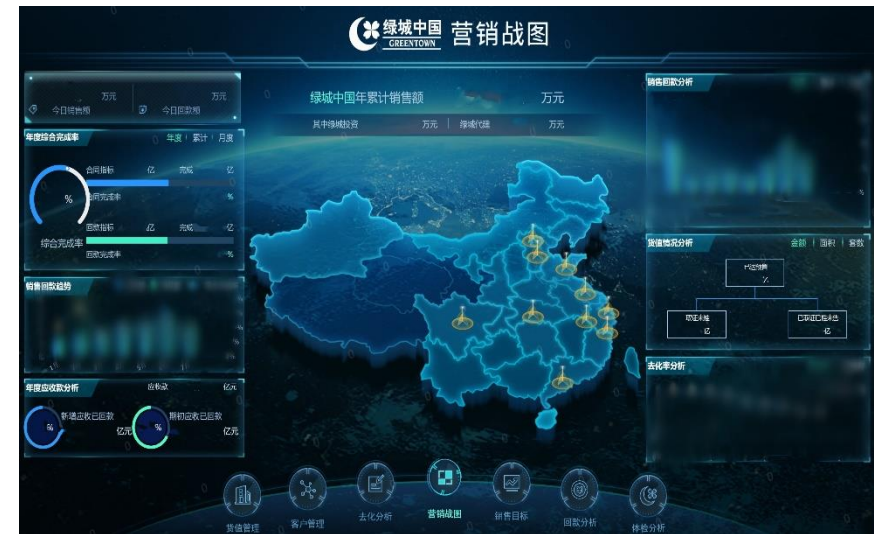 绿城中国
GREENTOWN
营销战图
万元
万元
今日销售额
今日回款额
年度综合完成率
年度 累计 月度
合同指标 亿 完成 亿
%
合同完成率 %
回款指标 亿 完成 亿
综合完成率
回款完成率 %
销售回款趋势
年度应收款分析
应收款 亿元
新增应收已回款
% 亿元
期初应收已回款
% 亿元
绿城中国年累计销售额 万元
其中绿城投资 万元 绿城代建 万元
销售回款分析
%
货值情况分析
金额 面积 套数
亿
亿
去化率分析
货值管理
客户管理
去化分析
营销战图
销售目标
回款分析
体验分析